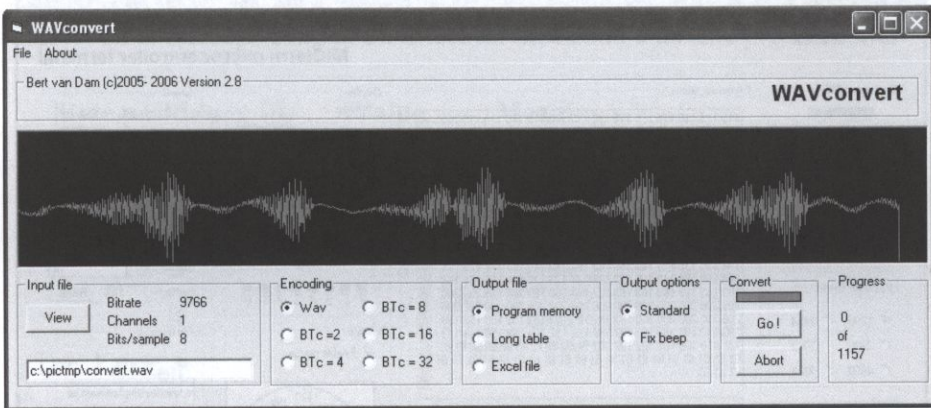 WAVconvert
File About
Bert van Dam (c)2005- 2006 Version 2.8
WAVconvert
Input file
View
Bitrate 9766
Channels 1
Bits/sample 8
c:\pictmp\convert.wav
Encoding
Wav BTc = 8
BTc =2 BTc = 16
BTc = 4 BTc = 32
Output file
Program memory
Long table
Excel file
Output options
Standard
Fix beep
Convert
Go !
Abort
Progress
0
of
1157